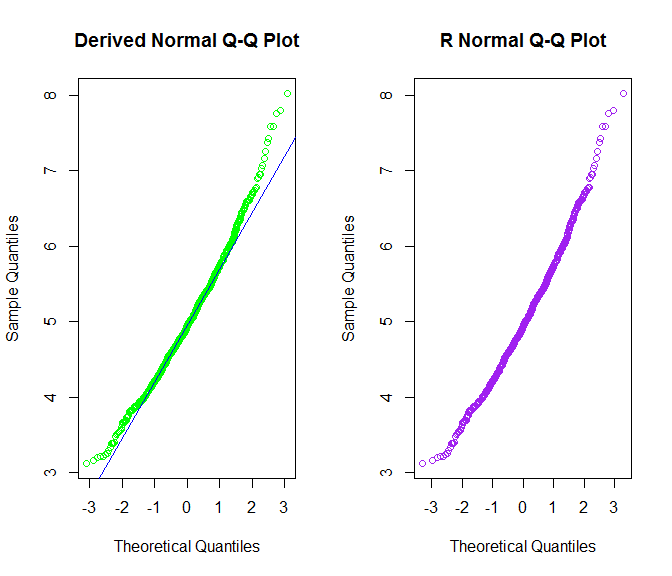 Derived Normal Q-Q Plot
Sample Quantiles
8
7
6
5
4
3
-3 -2 -1 0 1 2 3
Theoretical Quantiles
R Normal Q-Q Plot
Sample Quantiles
8
7
6
5
4
3
-3 -2 -1 0 1 2 3
Theoretical Quantiles